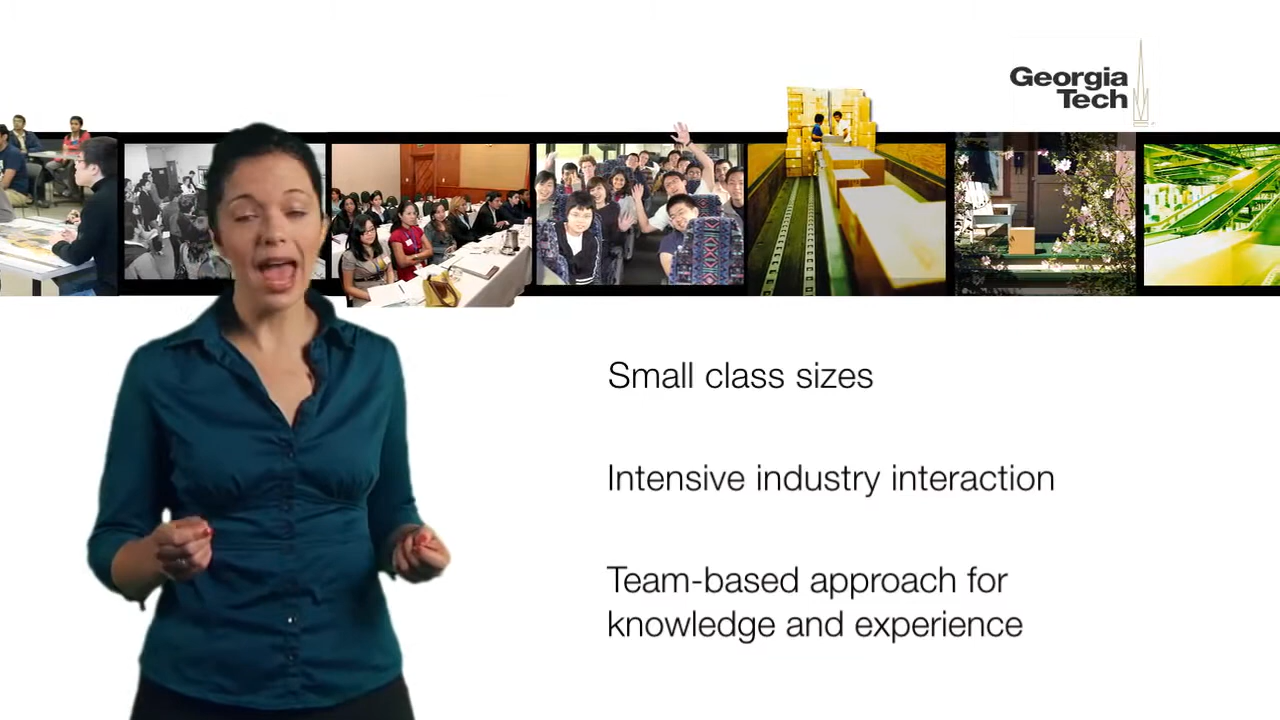 Georgia
Tech
Small class sizes
Intensive industry interaction
Team-based approach for
knowledge and experience